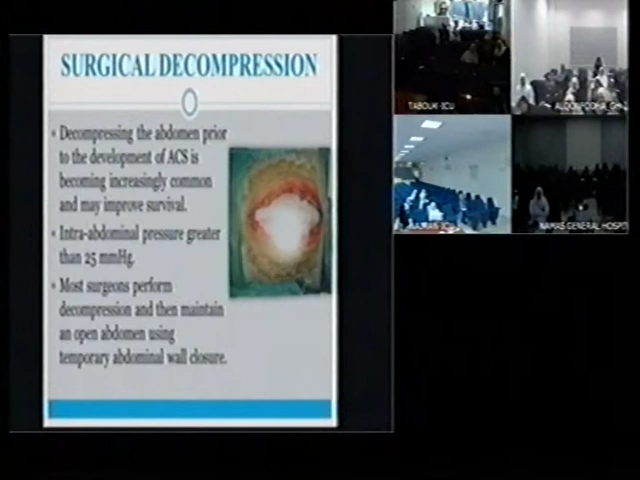 SURGICAL DECOMPRESSION
Decompressing the abdomen prior
to the development of ACS is
becoming increasingly common
and may improve survival.
Intra-abdominal pressure greater
than 25 mmHg.
Most surgeons perform
decompression and then maintain
an open abdomen using
temporary abdominal wall closure.
TABOUK-ICU
NAMAS GENERAL HOSPIT